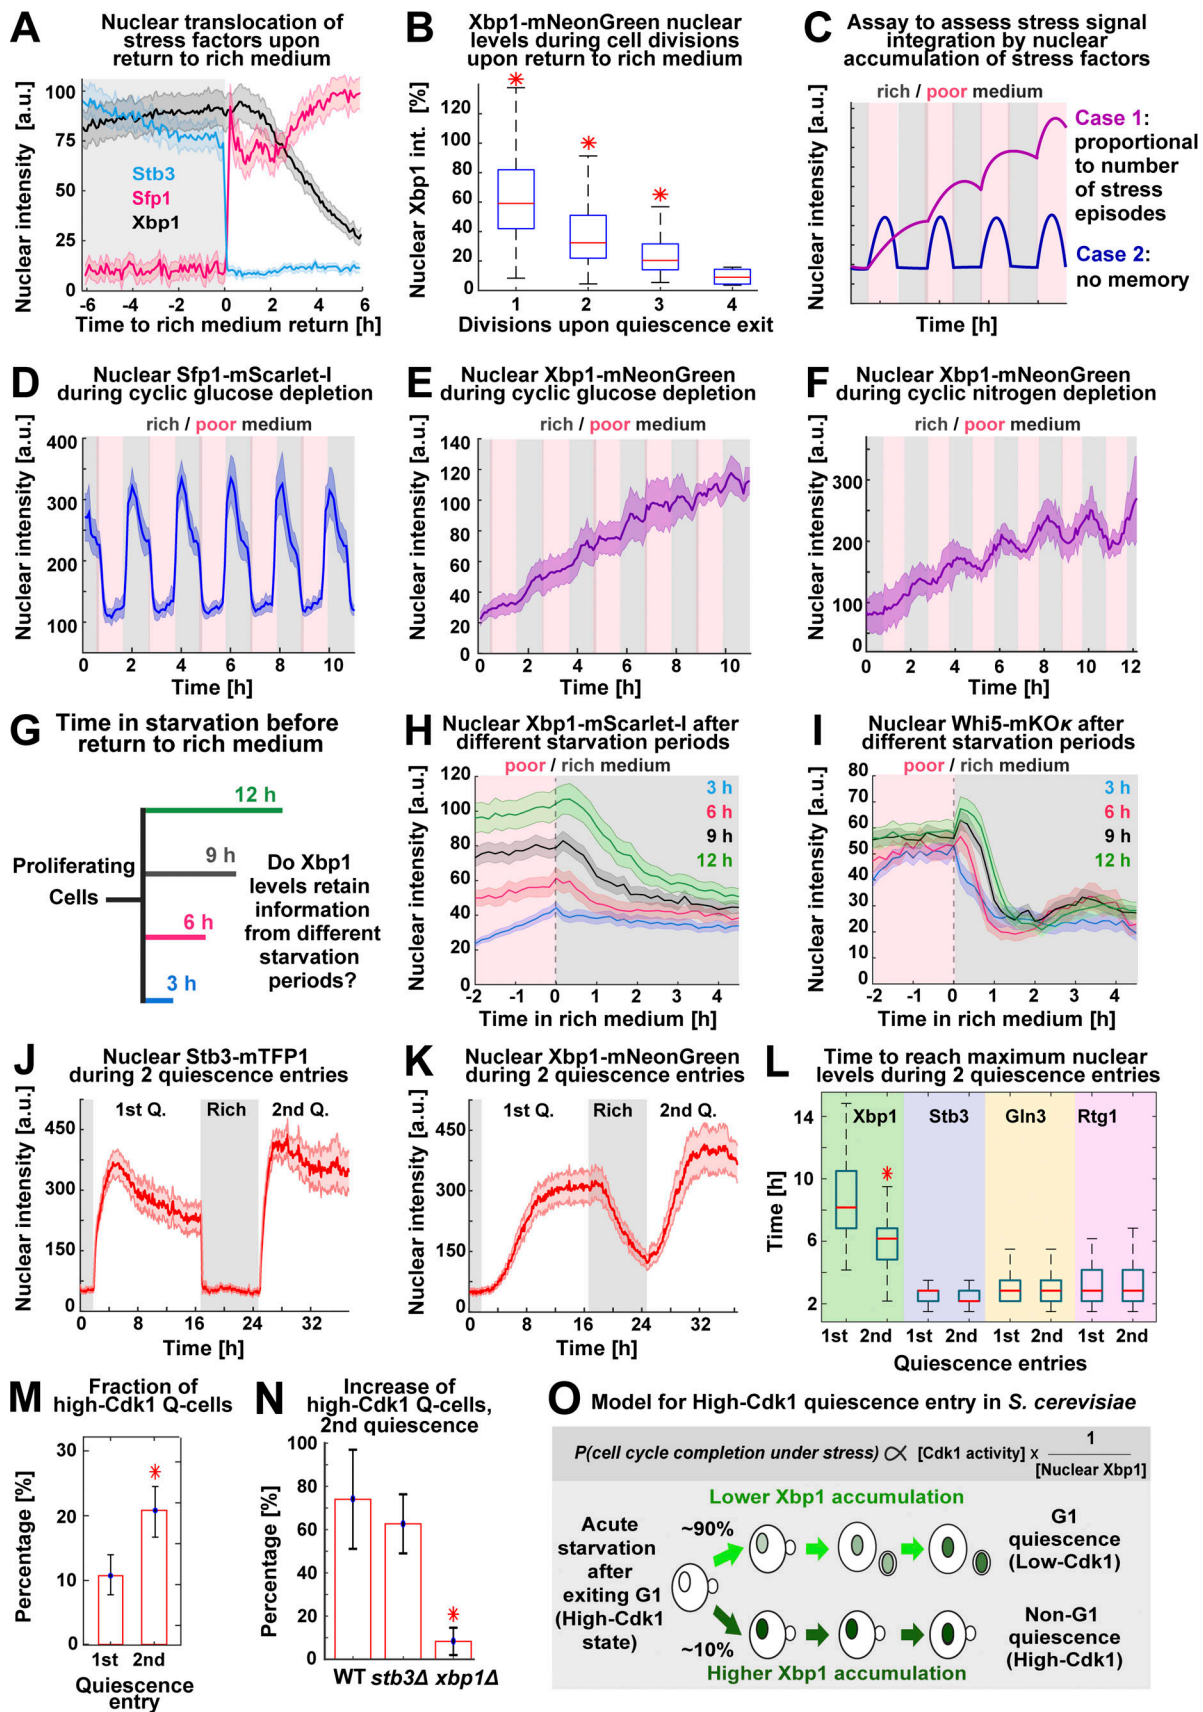 A Nuclear translocation of
stress factors upon
return to rich medium
Nuclear intensity [a.u.]
100
75
50
25
0
Stb3
Sfp1
Xbp1
-6 -4 -2 0 2 4 6
Time to rich medium return [h]
B Xbp1-mNeonGreen nuclear
levels during cell divisions
upon return to rich medium
Nuclear Xbp1 int. [%]
120
100
80
60
40
20
0
1 2 3 4
Divisions upon quiescence exit
C Assay to assess stress signal
integration by nuclear
accumulation of stress factors
rich / poor medium
Nuclear intensity [a.u.]
Case 1:
proportional
to number
of stress
episodes
Case 2:
no memory
Time [h]
D Nuclear Sfp1-mScarlet-I
during cyclic glucose depletion
rich / poor medium
Nuclear intensity [a.u.]
400
300
200
100
0 2 4 6 8 10
Time [h]
E Nuclear Xbp1-mNeonGreen
during cyclic glucose depletion
rich / poor medium
Nuclear intensity [a.u.]
140
120
100
80
60
40
20
0
0 2 4 6 8 10
Time [h]
F Nuclear Xbp1-mNeonGreen
during cyclic nitrogen depletion
rich / poor medium
Nuclear intensity [a.u.]
300
200
100
0
0 2 4 6 8 10 12
Time [h]
G Time in starvation before
return to rich medium
12 h
9 h
6 h
3 h
Proliferating
Cells
Do Xbp1
levels retain
information
from different
starvation
periods?
H Nuclear Xbp1-mScarlet-I after
different starvation periods
poor / rich medium
Nuclear intensity [a.u.]
120
100
80
60
40
20
0
3 h
6 h
9 h
12 h
-2 -1 0 1 2 3 4
Time in rich medium [h]
I Nuclear Whi5-mKOκ after
different starvation periods
poor / rich medium
Nuclear intensity [a.u.]
80
70
60
50
40
30
20
10
0
3 h
6 h
9 h
12 h
-2 -1 0 1 2 3 4
Time in rich medium [h]
J Nuclear Stb3-mTFP1
during 2 quiescence entries
1st Q. Rich 2nd Q.
Nuclear intensity [a.u.]
450
300
150
0
0 8 16 24 32
Time [h]
K Nuclear Xbp1-mNeonGreen
during 2 quiescence entries
1st Q. Rich 2nd Q.
Nuclear intensity [a.u.]
450
300
150
0
0 8 16 24 32
Time [h]
L Time to reach maximum nuclear
levels during 2 quiescence entries
Xbp1 Stb3 Gln3 Rtg1
Time [h]
14
10
6
2
1st 2nd 1st 2nd 1st 2nd 1st 2nd
Quiescence entries
M Fraction of
high-Cdk1 Q-cells
Percentage [%]
30
20
10
0
1st 2nd
Quiescence
entry
N Increase of
high-Cdk1 Q-cells,
2nd quiescence
Percentage [%]
100
80
60
40
20
0
WT stb3Δ xbp1Δ
O Model for High-Cdk1 quiescence entry in S. cerevisiae
P(cell cycle completion under stress) ∝ [Cdk1 activity] x 1
[Nuclear Xbp1]
Lower Xbp1 accumulation
Acute
starvation
after
exiting G1
(High-Cdk1
state)
~90%
~10%
G1
quiescence
(Low-Cdk1)
Non-G1
quiescence
(High-Cdk1)
Higher Xbp1 accumulation